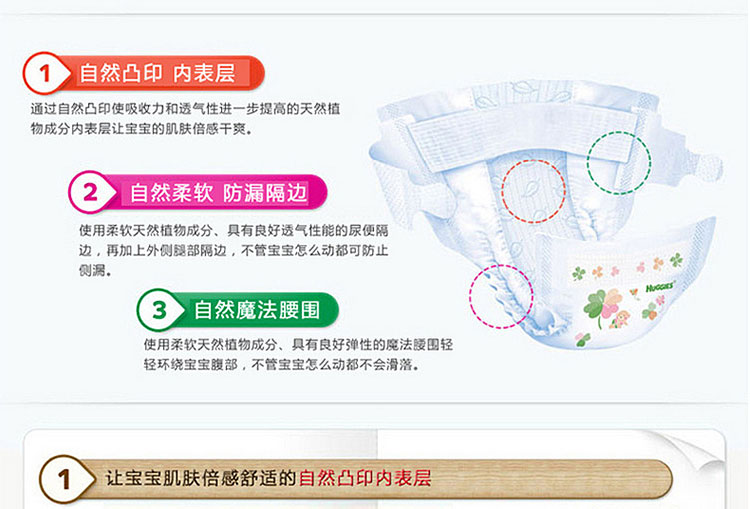 1 自然凸印 内表层
通过自然凸印使吸收力和透气性进一步提高的天然植
物成分内表层让宝宝的肌肤倍感干爽。
2 自然柔软 防漏隔边
使用柔软天然植物成分、具有良好透气性能的尿便隔
边，再加上外侧腿部隔边，不管宝宝怎么动都可防止
侧漏。
3 自然魔法腰围
使用柔软天然植物成分、具有良好弹性的魔法腰围轻
轻环绕宝宝腹部，不管宝宝怎么动都不会滑落。
HUGGIES
1 让宝宝肌肤倍感舒适的自然凸印内表层